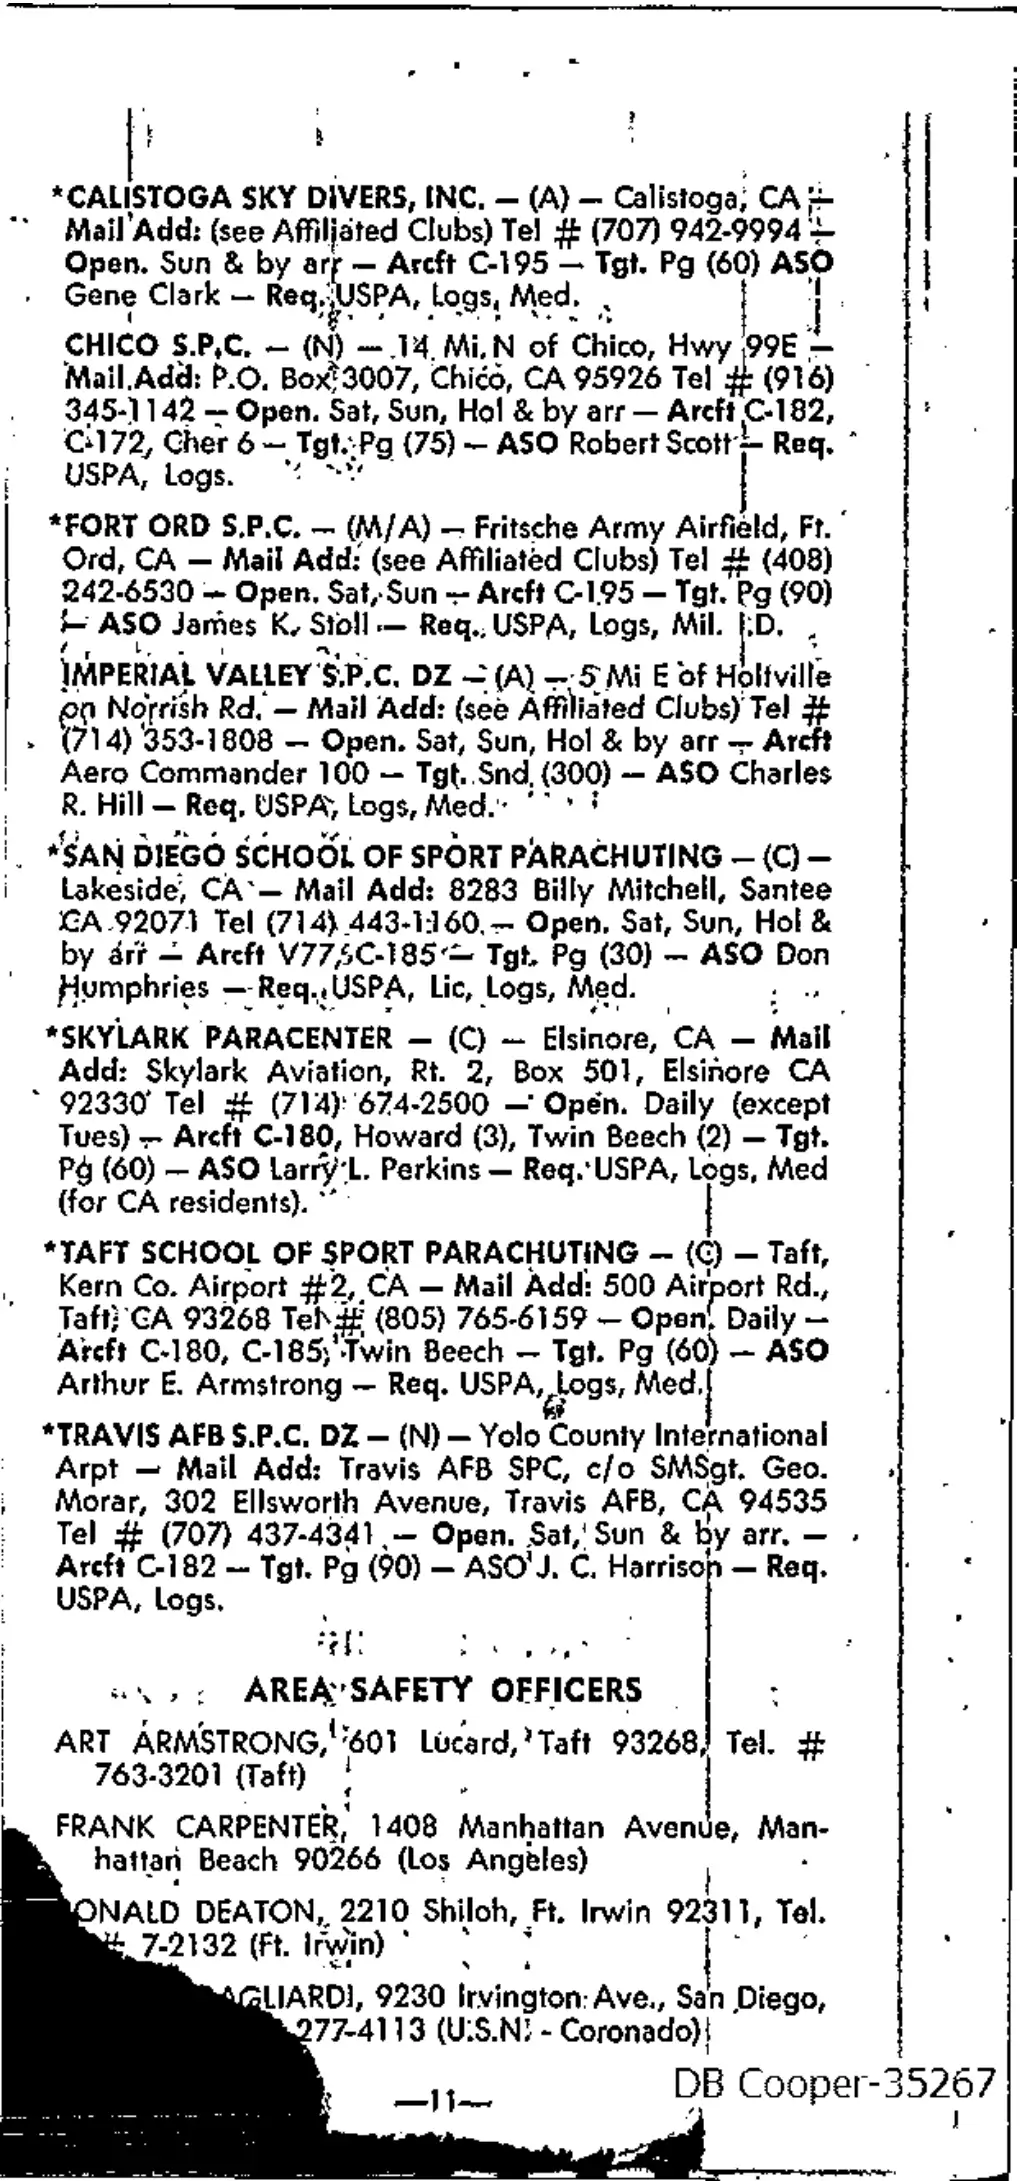 *CALISTOGA SKY DIVERS, INC. — (A) — Calistoga, CA —
Mail Add: (see Affiliated Clubs) Tel # (707) 942-9994 —
Open. Sun & by arr — Arcft C-195 — Tgt. Pg (60) ASO
Gene Clark — Req. USPA, Logs, Med.
CHICO S.P.C. — (N) — 14 Mi. N of Chico, Hwy 99E —
Mail Add: P.O. Box 3007, Chico, CA 95926 Tel # (916)
345-1142 — Open. Sat, Sun, Hol & by arr — Arcft C-182,
C-172, Cher 6 — Tgt. Pg (75) — ASO Robert Scott — Req.
USPA, Logs.
*FORT ORD S.P.C. — (M/A) — Fritsche Army Airfield, Ft.
Ord, CA — Mail Add: (see Affiliated Clubs) Tel # (408)
242-6530 — Open. Sat, Sun — Arcft C-195 — Tgt. Pg (90)
— ASO James K. Stoll — Req. USPA, Logs, Mil. I.D.
IMPERIAL VALLEY S.P.C. DZ — (A) — 5 Mi E of Holtville
on Norrish Rd. — Mail Add: (see Affiliated Clubs) Tel #
(714) 353-1808 — Open. Sat, Sun, Hol & by arr — Arcft
Aero Commander 100 — Tgt. Snd. (300) — ASO Charles
R. Hill — Req. USPA, Logs, Med.
*SAN DIEGO SCHOOL OF SPORT PARACHUTING — (C) —
Lakeside, CA — Mail Add: 8283 Billy Mitchell, Santee
CA 92071 Tel (714) 443-1160 — Open. Sat, Sun, Hol &
by arr — Arcft V77, C-185 — Tgt. Pg (30) — ASO Don
Humphries — Req. USPA, Lic, Logs, Med.
*SKYLARK PARACENTER — (C) — Elsinore, CA — Mail
Add: Skylark Aviation, Rt. 2, Box 501, Elsinore CA
92330 Tel # (714) 674-2500 — Open. Daily (except
Tues) — Arcft C-180, Howard (3), Twin Beech (2) — Tgt.
Pg (60) — ASO Larry L. Perkins — Req. USPA, Logs, Med
(for CA residents).
*TAFT SCHOOL OF SPORT PARACHUTING — (C) — Taft,
Kern Co. Airport #2, CA — Mail Add: 500 Airport Rd.,
Taft, CA 93268 Tel # (805) 765-6159 — Open. Daily —
Arcft C-180, C-185, Twin Beech — Tgt. Pg (60) — ASO
Arthur E. Armstrong — Req. USPA, Logs, Med.
*TRAVIS AFB S.P.C. DZ — (N) — Yolo County International
Arpt — Mail Add: Travis AFB SPC, c/o SMSgt. Geo.
Morar, 302 Ellsworth Avenue, Travis AFB, CA 94535
Tel # (707) 437-4341 — Open. Sat, Sun & by arr. —
Arcft C-182 — Tgt. Pg (90) — ASO J. C. Harrison — Req.
USPA, Logs.
AREA SAFETY OFFICERS
ART ARMSTRONG, 601 Lucard, Taft 93268, Tel. #
763-3201 (Taft)
FRANK CARPENTER, 1408 Manhattan Avenue, Man-
hattan Beach 90266 (Los Angeles)
ONALD DEATON, 2210 Shiloh, Ft. Irwin 92311, Tel.
# 7-2132 (Ft. Irwin)
AGLIARDI, 9230 Irvington Ave., San Diego,
277-4113 (U.S.N. - Coronado)
—11—
DB Cooper-35267